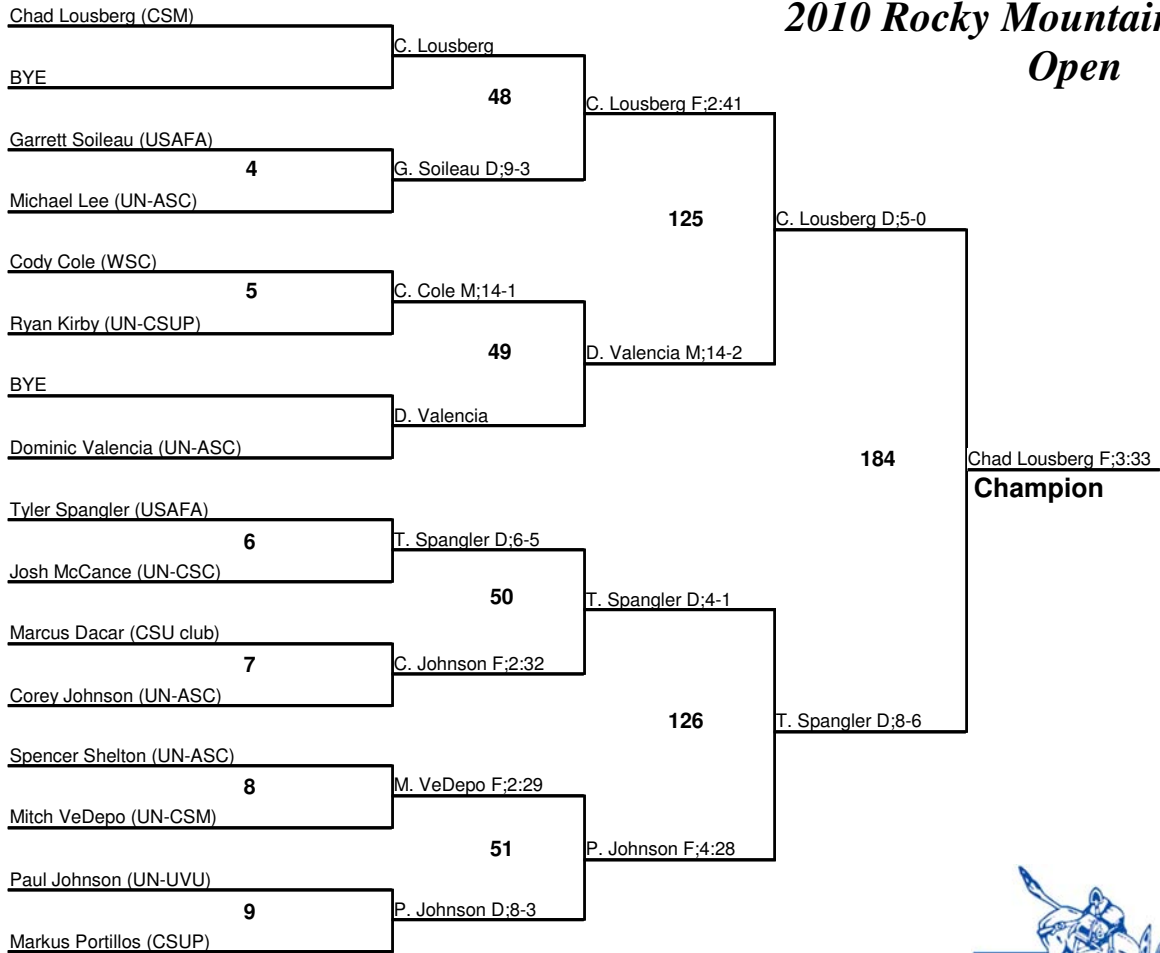 2010 Rocky Mountain
Open
Chad Lousberg (CSM)
C. Lousberg
BYE
48
C. Lousberg F;2:41
Garrett Soileau (USAFA)
4
G. Soileau D;9-3
Michael Lee (UN-ASC)
125
C. Lousberg D;5-0
Cody Cole (WSC)
5
C. Cole M;14-1
Ryan Kirby (UN-CSUP)
49
D. Valencia M;14-2
BYE
D. Valencia
Dominic Valencia (UN-ASC)
184
Chad Lousberg F;3:33
Champion
Tyler Spangler (USAFA)
6
T. Spangler D;6-5
Josh McCance (UN-CSC)
50
T. Spangler D;4-1
Marcus Dacar (CSU club)
7
C. Johnson F;2:32
Corey Johnson (UN-ASC)
126
T. Spangler D;8-6
Spencer Shelton (UN-ASC)
8
M. VeDepo F;2:29
Mitch VeDepo (UN-CSM)
51
P. Johnson F;4:28
Paul Johnson (UN-UVU)
9
P. Johnson D;8-3
Markus Portillos (CSUP)